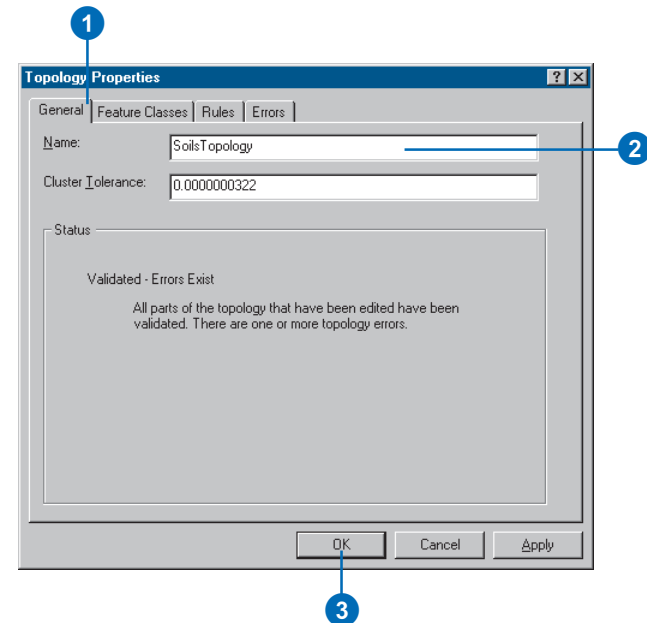 1
Topology Properties
General Feature Classes Rules Errors
Name: SoilsTopology
2
Cluster Tolerance: 0.0000000322
Status
Validated - Errors Exist
All parts of the topology that have been edited have been
validated. There are one or more topology errors.
OK Cancel Apply
3